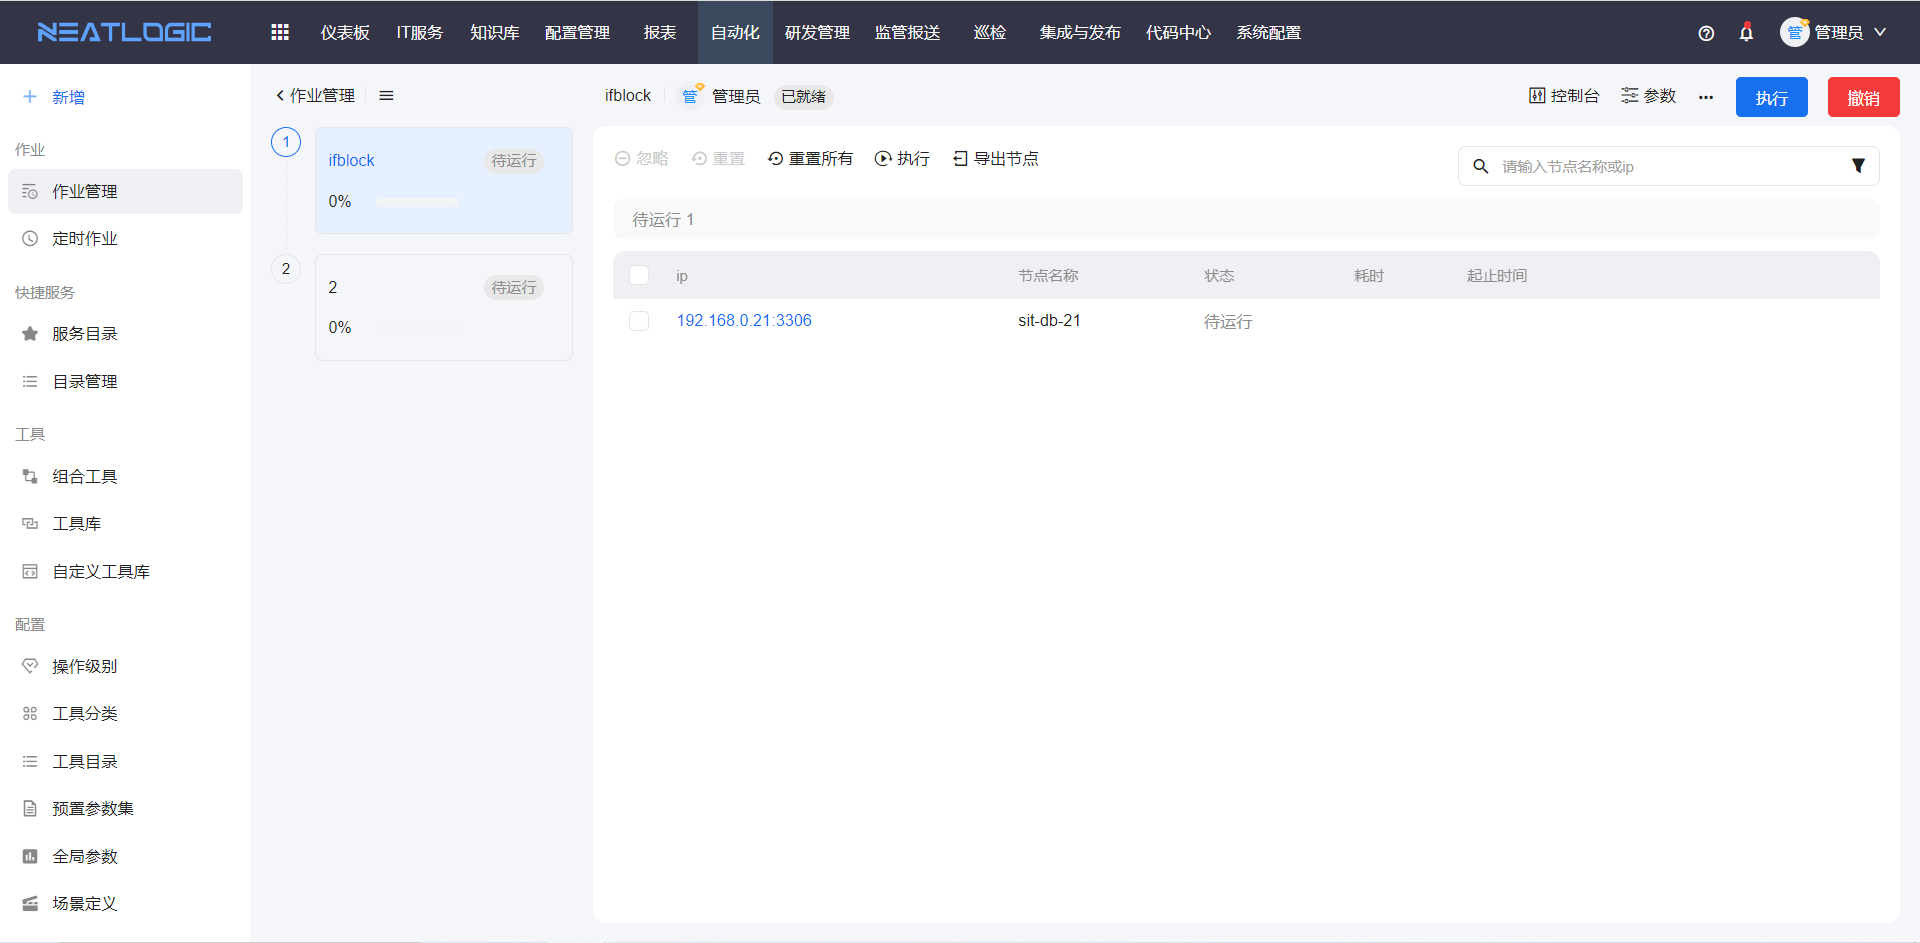 NEATLOGIC
仪表板 IT服务 知识库 配置管理 报表 自动化 研发管理 监管报送 巡检 集成与发布 代码中心 系统配置
管 管理员
新增
作业
作业管理
定时作业
快捷服务
服务目录
目录管理
工具
组合工具
工具库
自定义工具库
配置
操作级别
工具分类
工具目录
预置参数集
全局参数
场景定义
作业管理
1
ifblock 待运行
0%
2
2 待运行
0%
ifblock 管 管理员 已就绪
控制台 参数 执行 撤销
忽略 重置 重置所有 执行 导出节点
请输入节点名称或ip
待运行 1
ip 节点名称 状态 耗时 起止时间
192.168.0.21:3306 sit-db-21 待运行